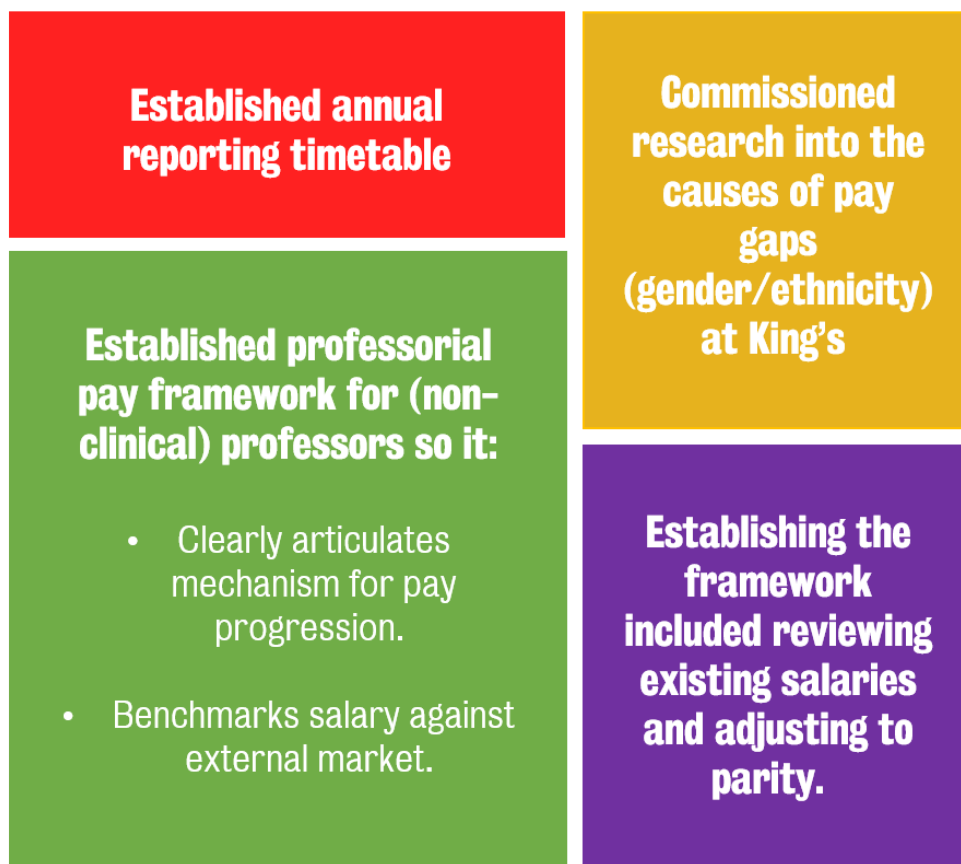 Established annual
reporting timetable
Commissioned
research into the
causes of pay
gaps
(gender/ethnicity)
at King's
Established professorial
pay framework for (non-
clinical) professors so it:
• Clearly articulates
mechanism for pay
progression.
• Benchmarks salary against
external market.
Establishing the
framework
included reviewing
existing salaries
and adjusting to
parity.